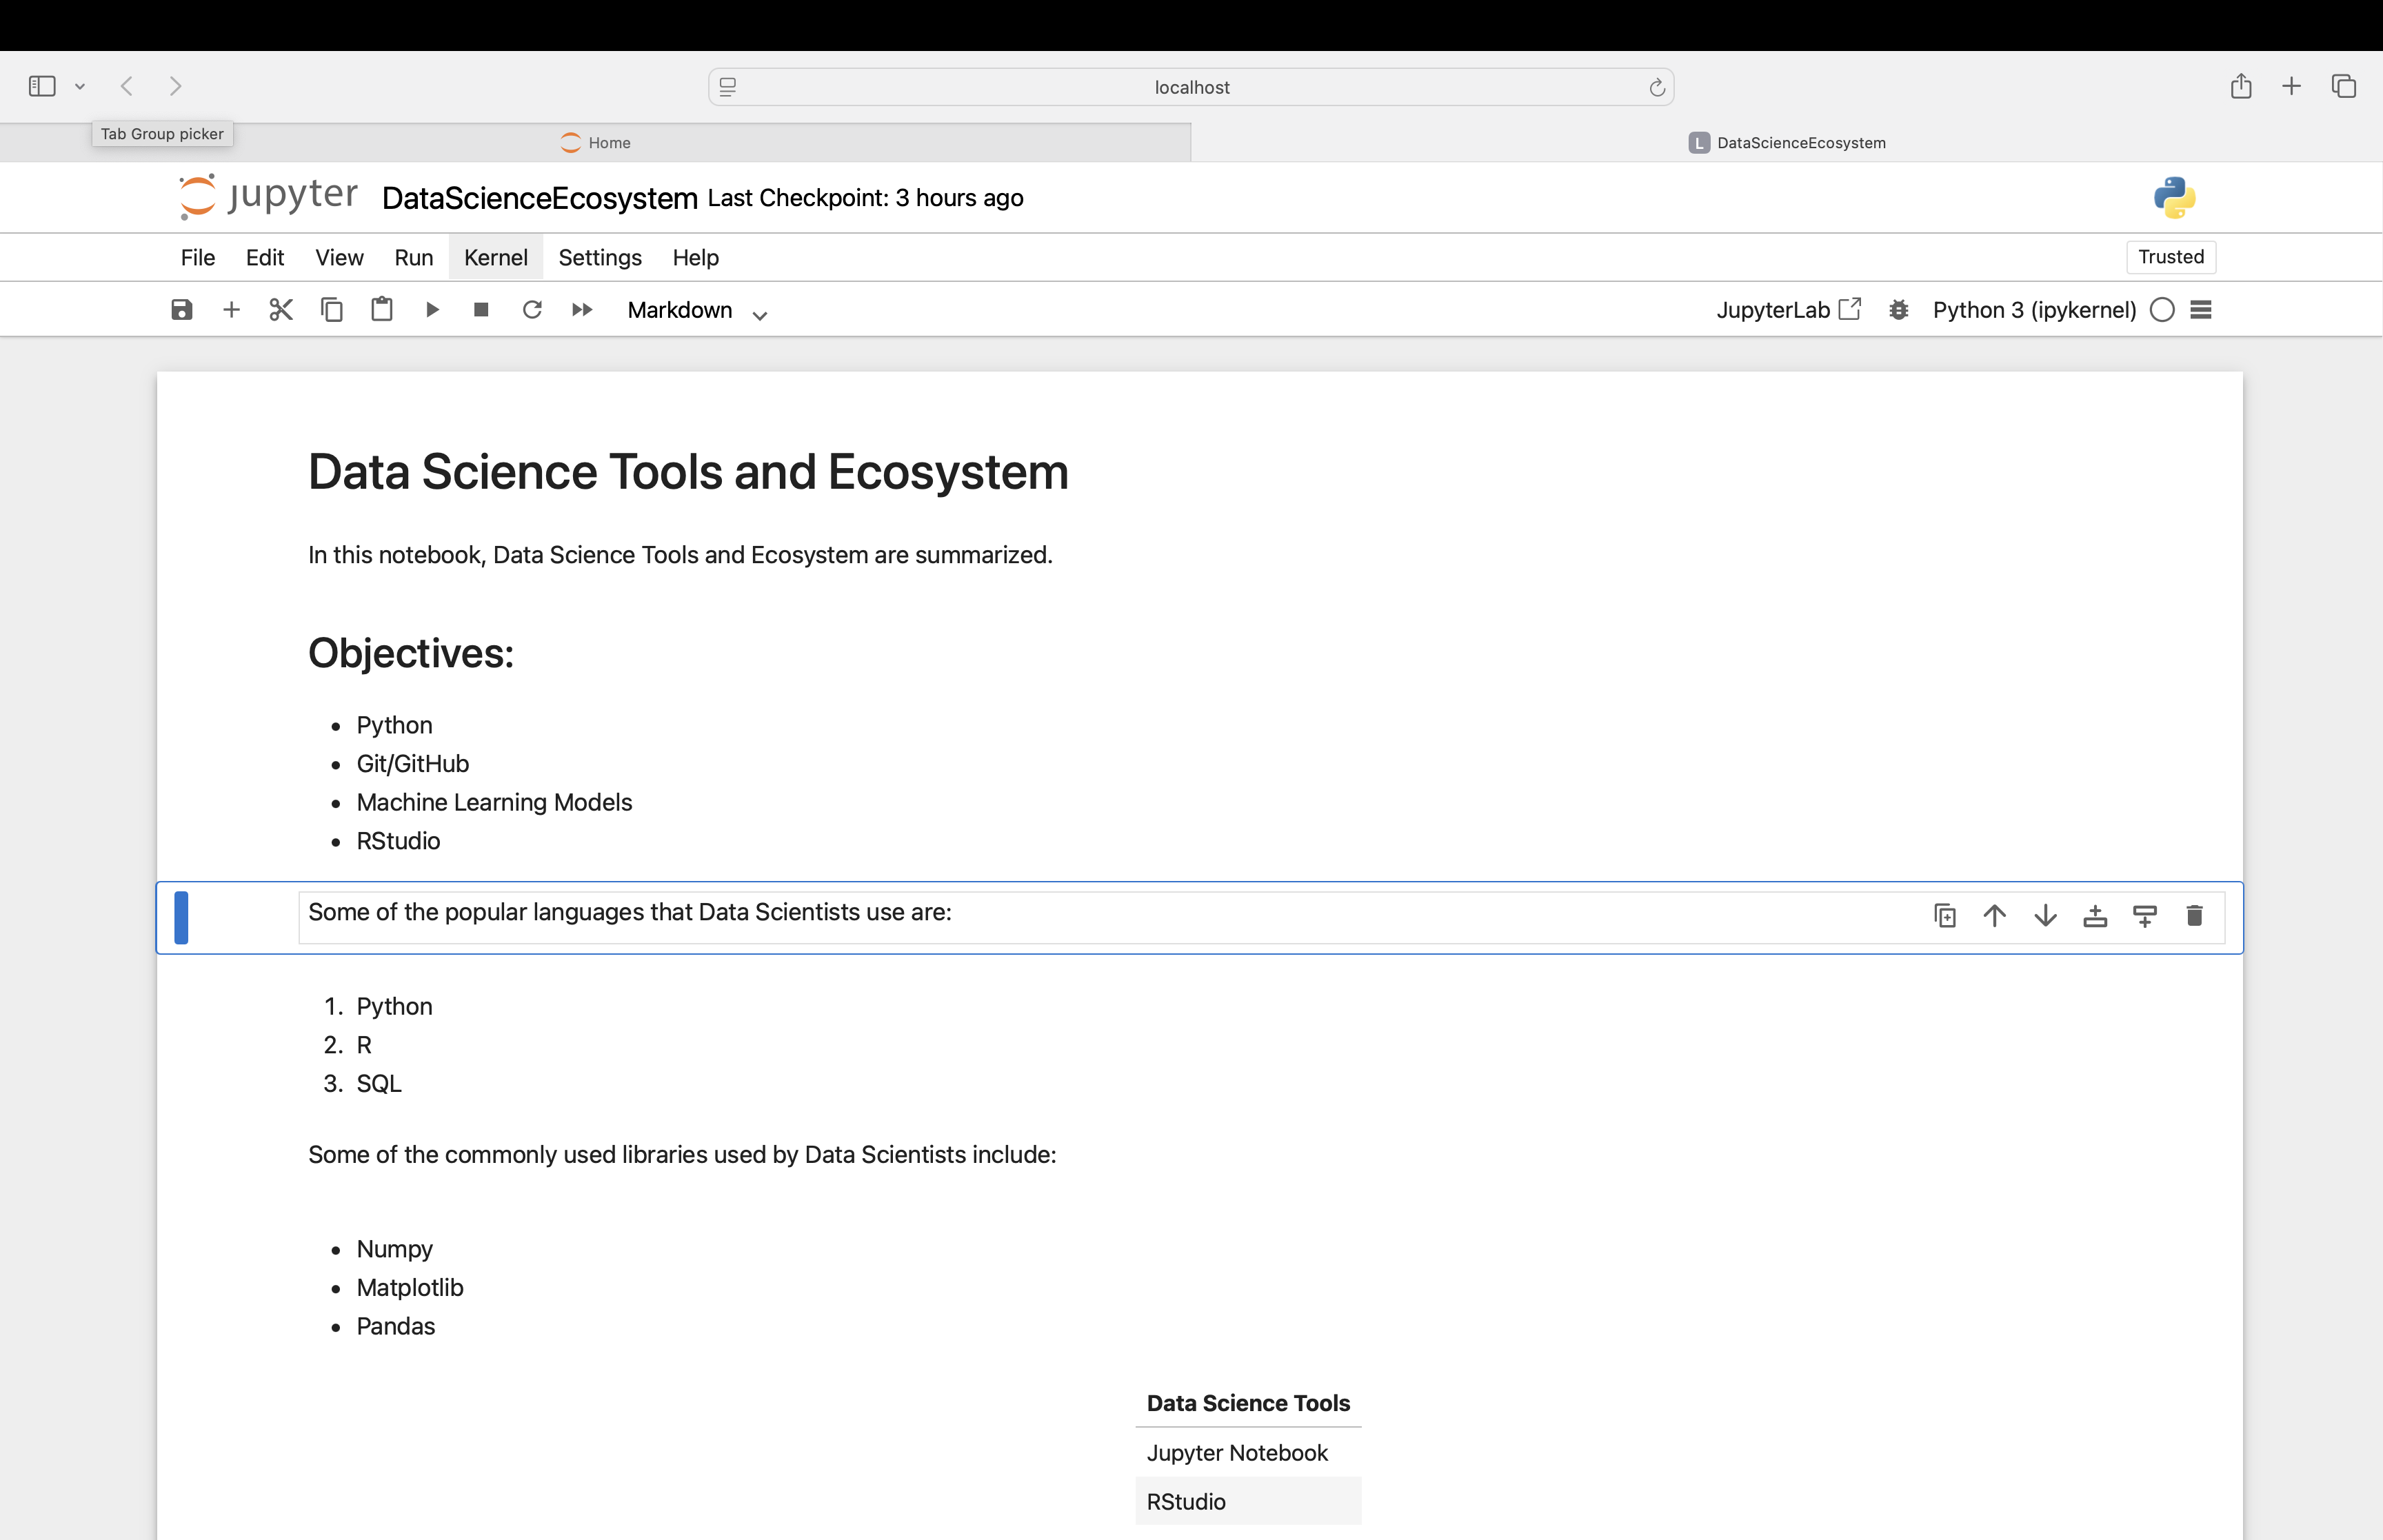 localhost
Tab Group picker
Home
L DataScienceEcosystem
jupyter DataScienceEcosystem Last Checkpoint: 3 hours ago
File Edit View Run Kernel Settings Help Trusted
Markdown JupyterLab Python 3 (ipykernel)
Data Science Tools and Ecosystem
In this notebook, Data Science Tools and Ecosystem are summarized.
Objectives:
• Python
• Git/GitHub
• Machine Learning Models
• RStudio
Some of the popular languages that Data Scientists use are:
1. Python
2. R
3. SQL
Some of the commonly used libraries used by Data Scientists include:
• Numpy
• Matplotlib
• Pandas
Data Science Tools
Jupyter Notebook
RStudio